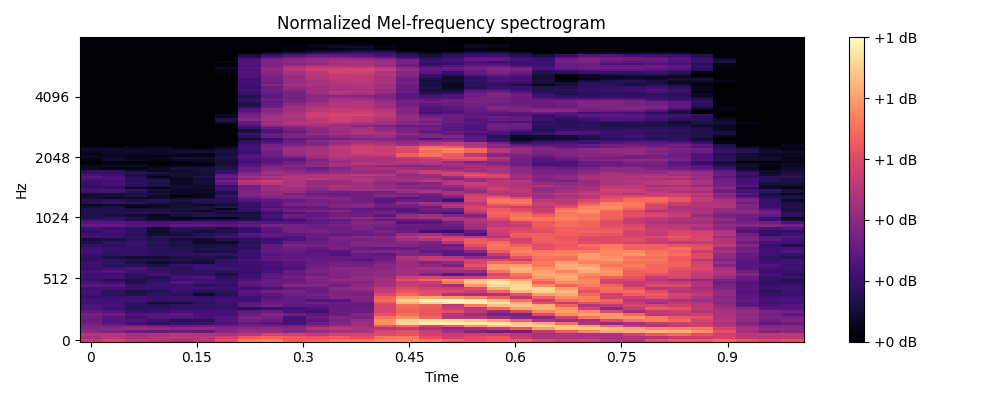 Normalized Mel-frequency spectrogram
Hz
4096
2048
1024
512
0
0 0.15 0.3 0.45 0.6 0.75 0.9
Time
+1 dB
+1 dB
+1 dB
+0 dB
+0 dB
+0 dB